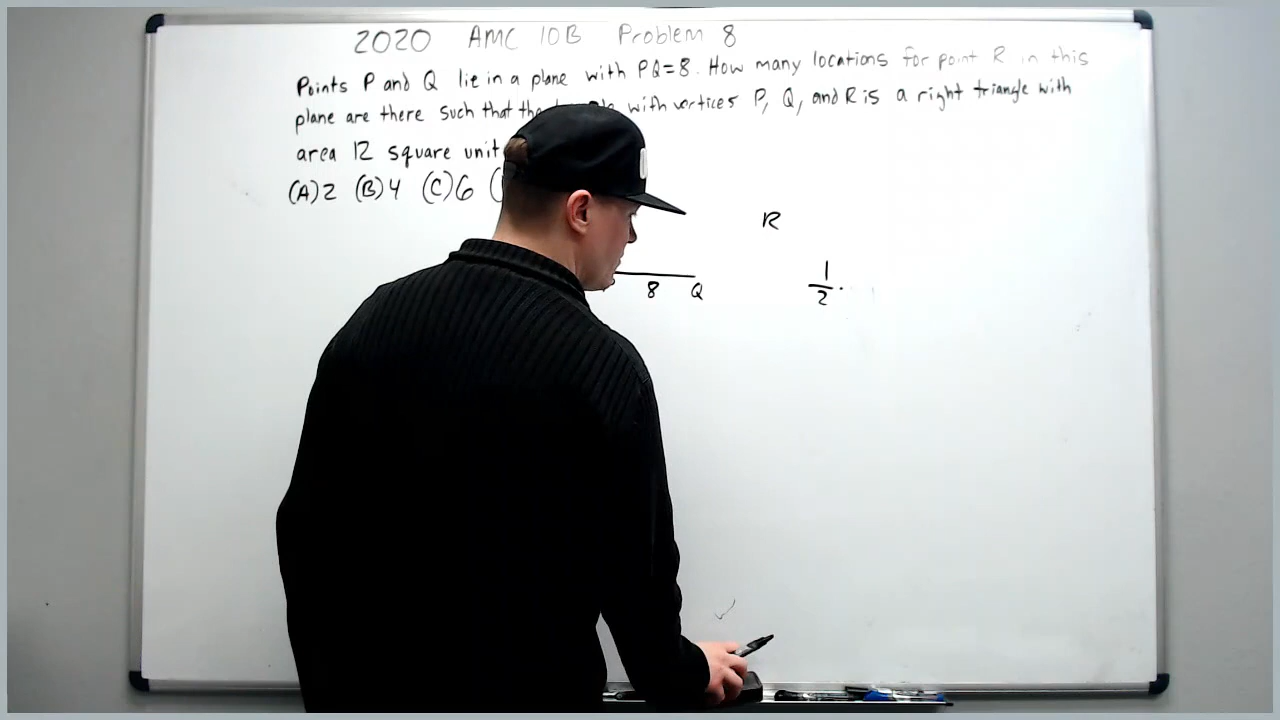 2020 AMC 10B Problem 8
Points P and Q lie in a plane with PQ=8. How many locations for point R in this
plane are there such that the with vertices P, Q, and R is a right triangle with
area 12 square unit
(A)2 (B)4 (C)6 (
R
1/2 ·
8 Q